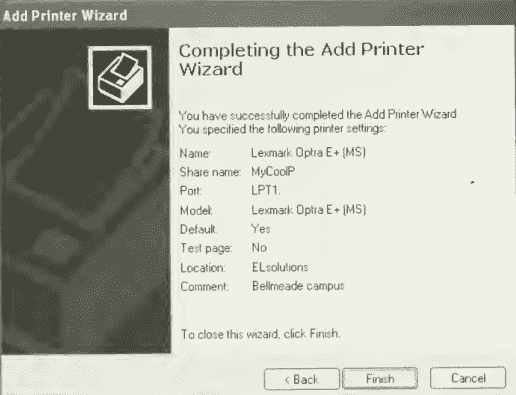 Add Printer Wizard
Completing the Add Printer
Wizard
You have successfully completed the Add Printer Wizard
You specified the following printer settings:
Name: Lexmark Optra E+ (MS)
Share name: MyCoolP
Port: LPT1.
Model: Lexmark Optra E+ (MS)
Default. Yes
Test page: No
Location: ELsolutions
Comment: Bellmeade campus
To close this wizard, click Finish.
< Back Finish Cancel